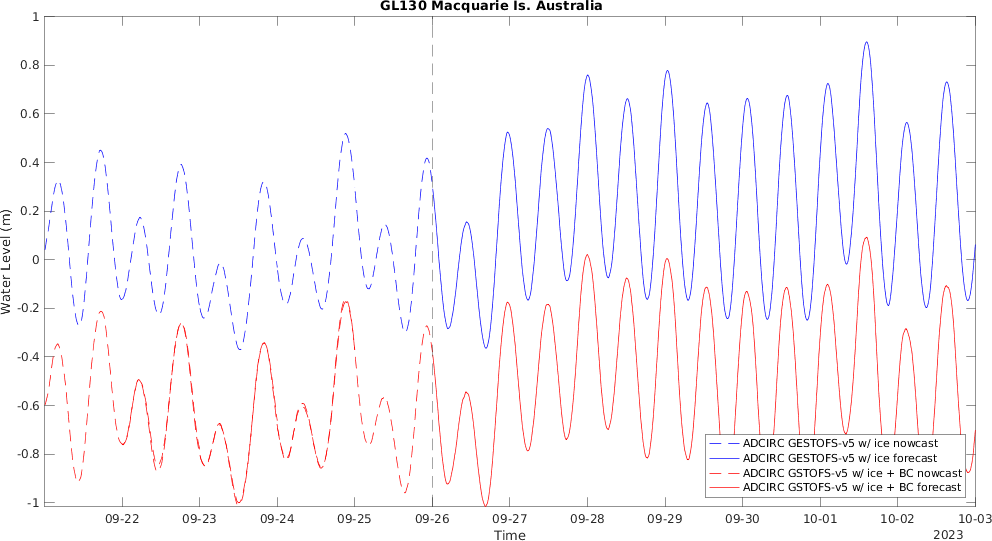 GL130 Macquarie Is. Australia
1
0.8
0.6
0.4
0.2
0
-0.2
-0.4
-0.6
-0.8
-1
Water Level (m)
ADCIRC GESTOFS-v5 w/ ice nowcast
ADCIRC GESTOFS-v5 w/ ice forecast
ADCIRC GSTOFS-v5 w/ ice + BC nowcast
ADCIRC GSTOFS-v5 w/ ice + BC forecast
09-22 09-23 09-24 09-25 09-26 09-27 09-28 09-29 09-30 10-01 10-02 10-03
Time
2023